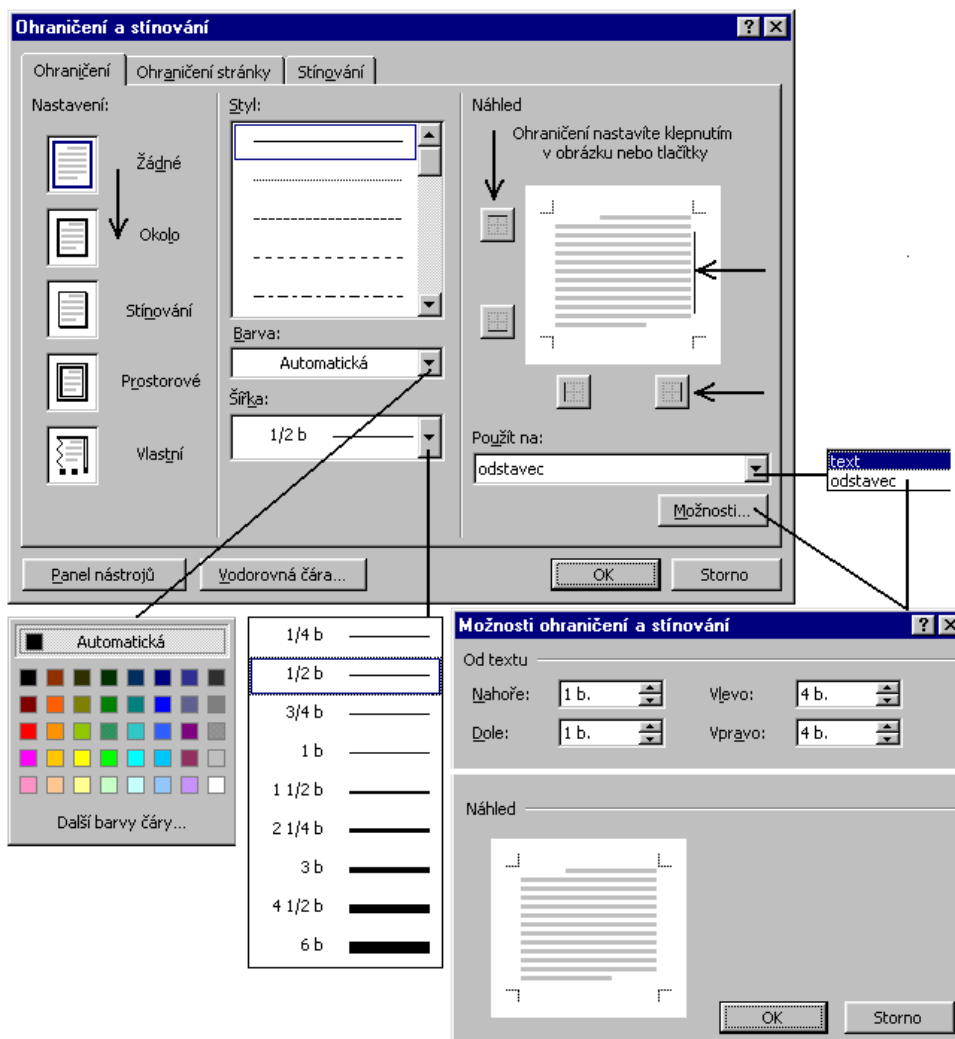 Ohraničení a stínování
Ohraničení
Ohraničení stránky
Stínování
Nastavení:
Žádné
Okolo
Stínování
Prostorové
Vlastní
Styl:
Barva:
Automatická
Šířka:
1/2 b
Náhled
Ohraničení nastavíte klepnutím
v obrázku nebo tlačítky
Použít na:
odstavec
Možnosti...
text
odstavec
Panel nástrojů
Vodorovná čára...
OK
Storno
Automatická
Další barvy čáry...
1/4 b
1/2 b
3/4 b
1 b
1 1/2 b
2 1/4 b
3 b
4 1/2 b
6 b
Možnosti ohraničení a stínování
Od textu
Nahoře: 1 b. Vlevo: 4 b.
Dole: 1 b. Vpravo: 4 b.
Náhled
OK
Storno